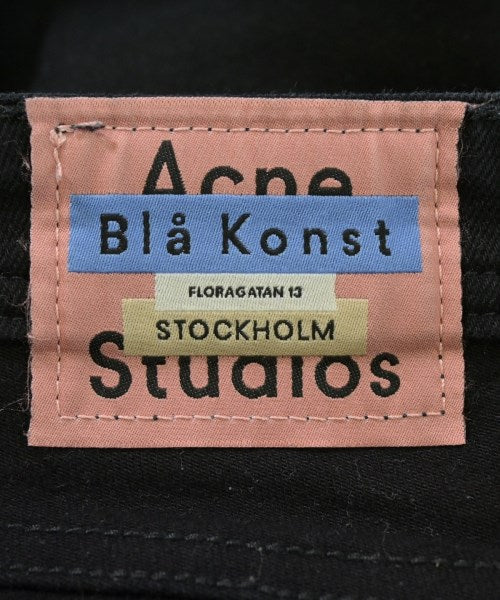 Acne
Blå Konst
FLORAGATAN 13
STOCKHOLM
Studios